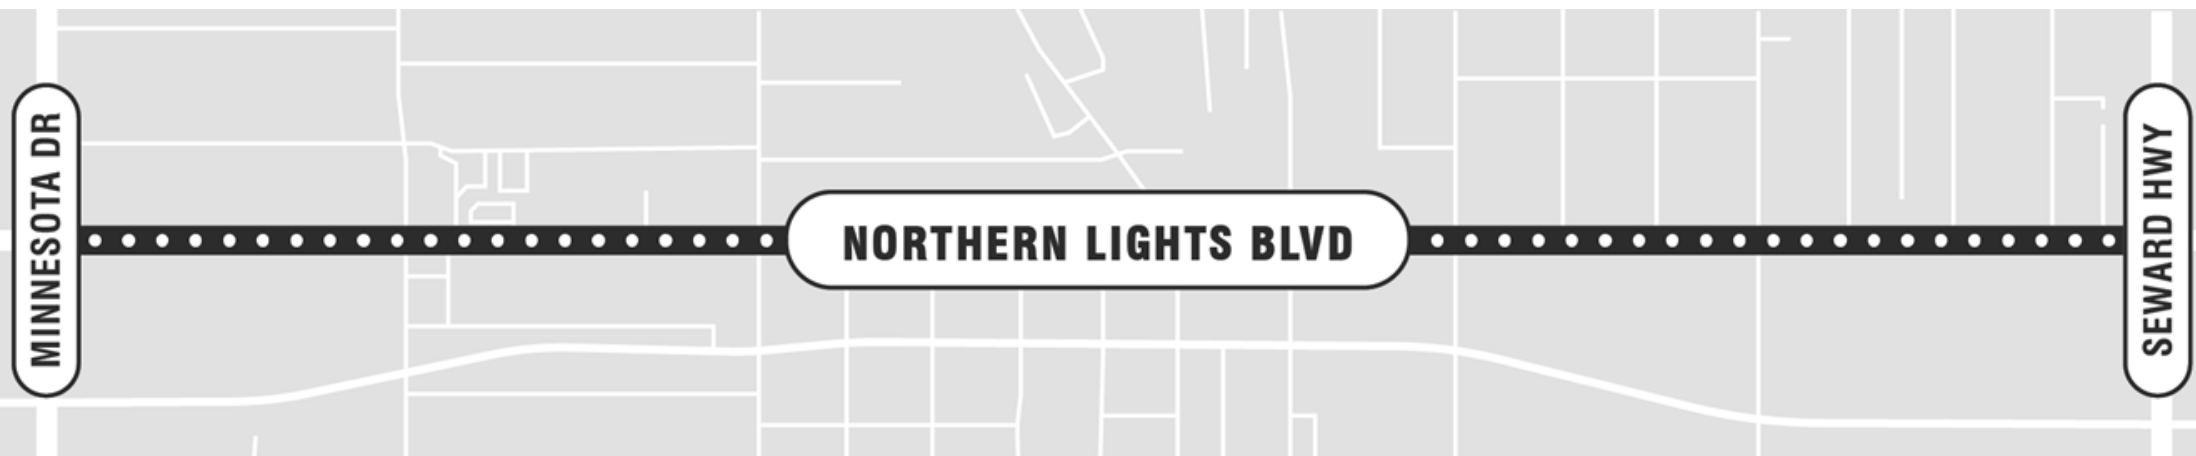 MINNESOTA DR
NORTHERN LIGHTS BLVD
SEWARD HWY